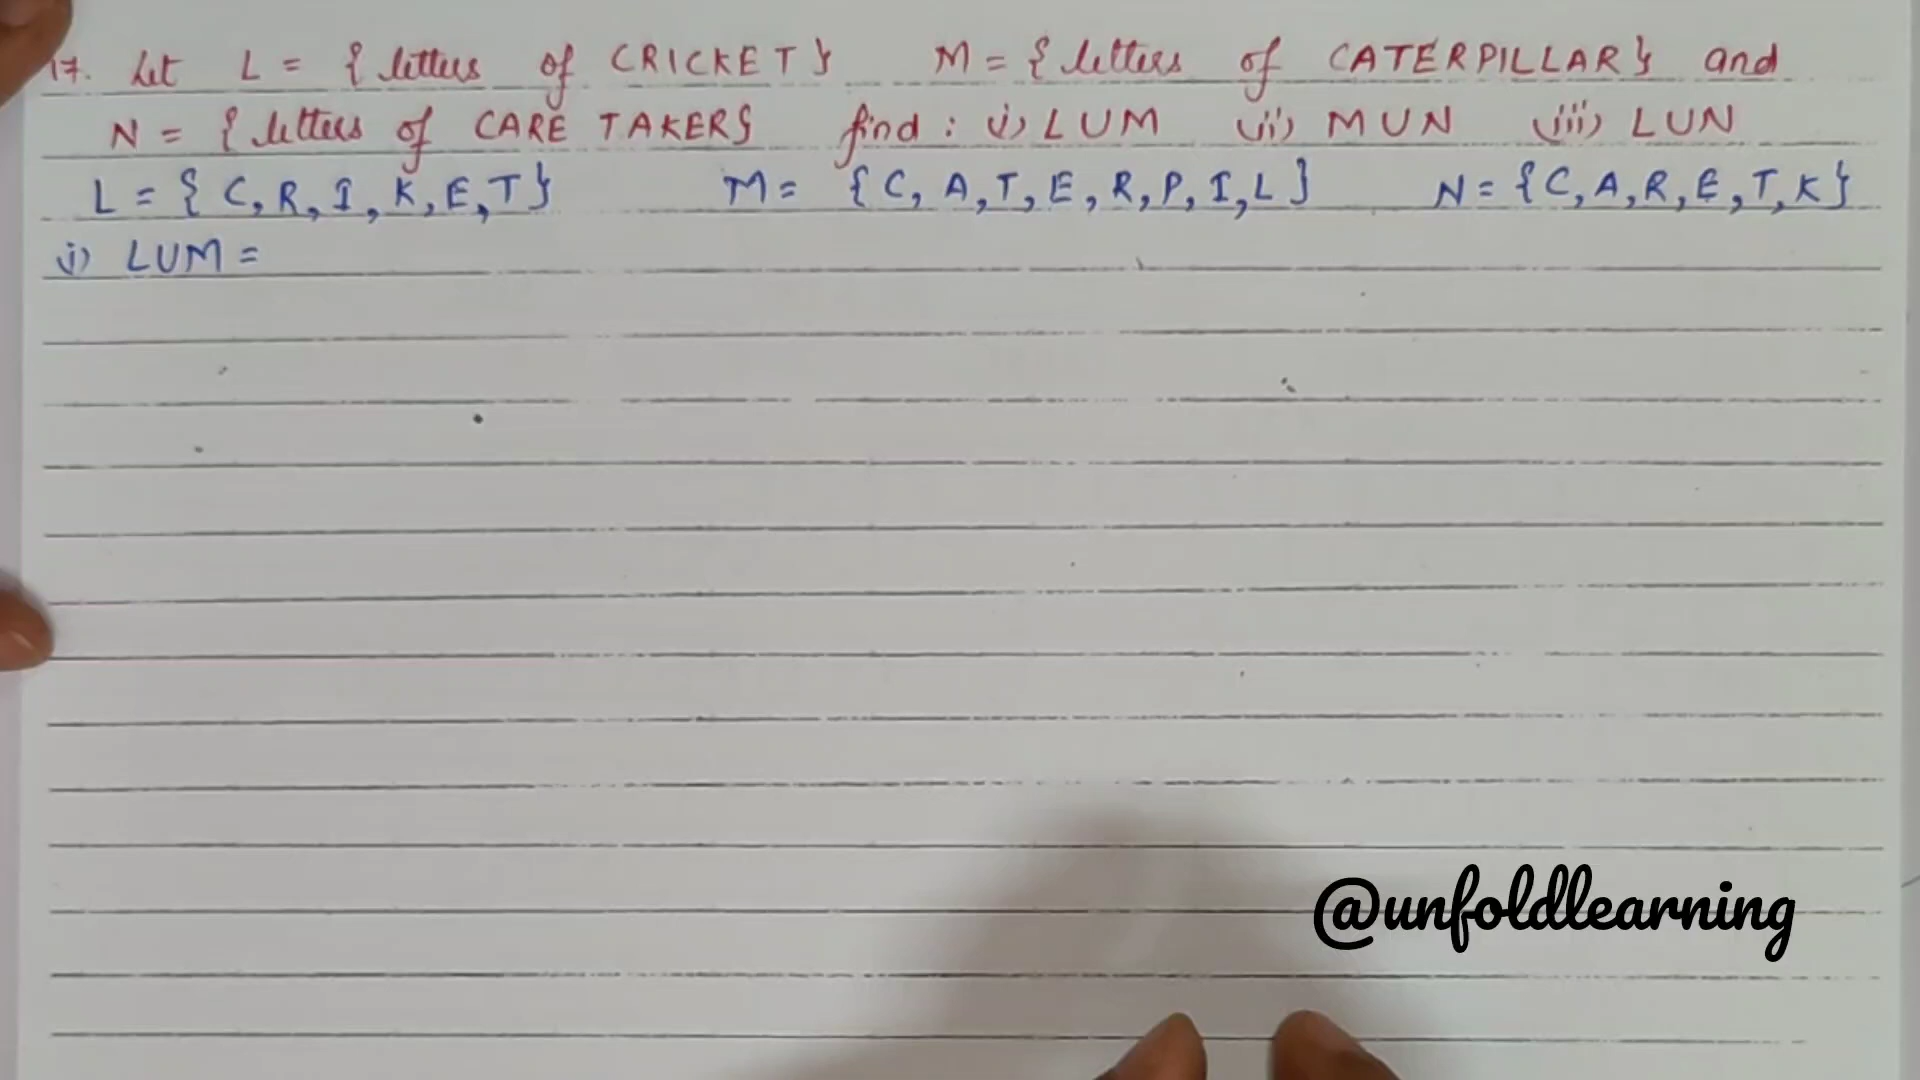 17. Let L = { letters of CRICKET} M = { letters of CATERPILLAR} and
N = { letters of CARE TAKER} find : i) LUM (ii) MUN (iii) LUN
L = { C, R, I, K, E, T} M = { C, A, T, E, R, P, I, L } N = { C, A, R, E, T, K}
i) LUM =
@unfoldlearning